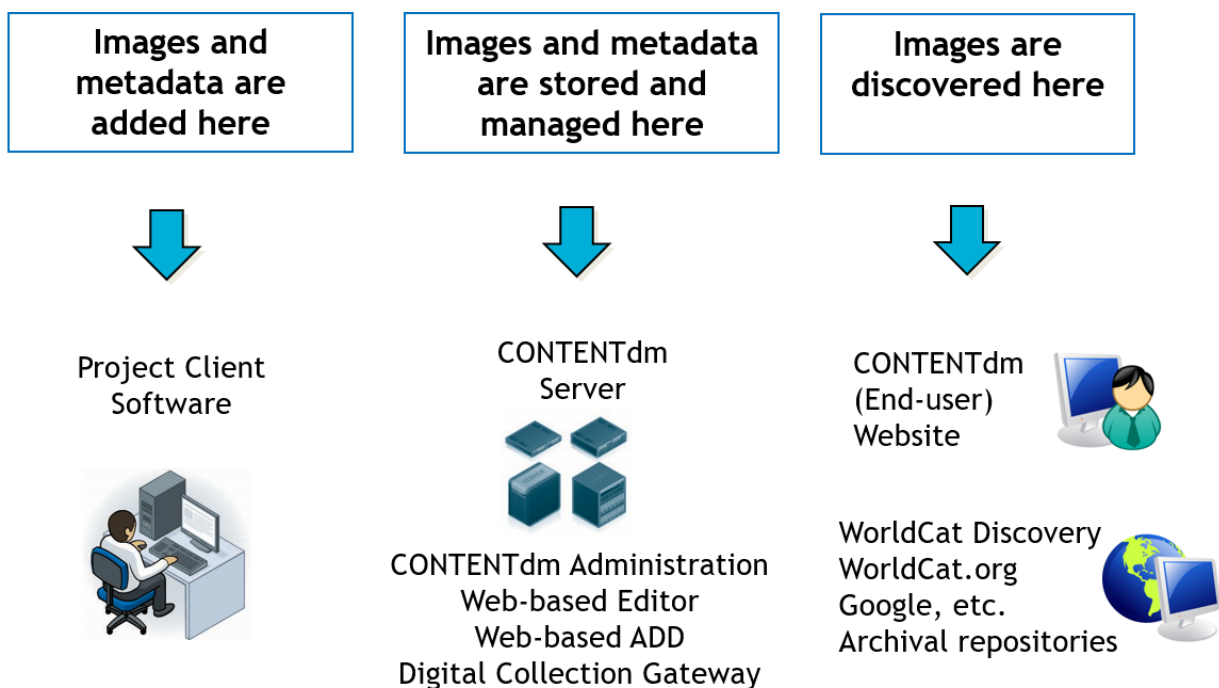 Images and
metadata are
added here
Images and metadata
are stored and
managed here
Images are
discovered here
Project Client
Software
CONTENTdm
Server
CONTENTdm Administration
Web-based Editor
Web-based ADD
Digital Collection Gateway
CONTENTdm
(End-user)
Website
WorldCat Discovery
WorldCat.org
Google, etc.
Archival repositories